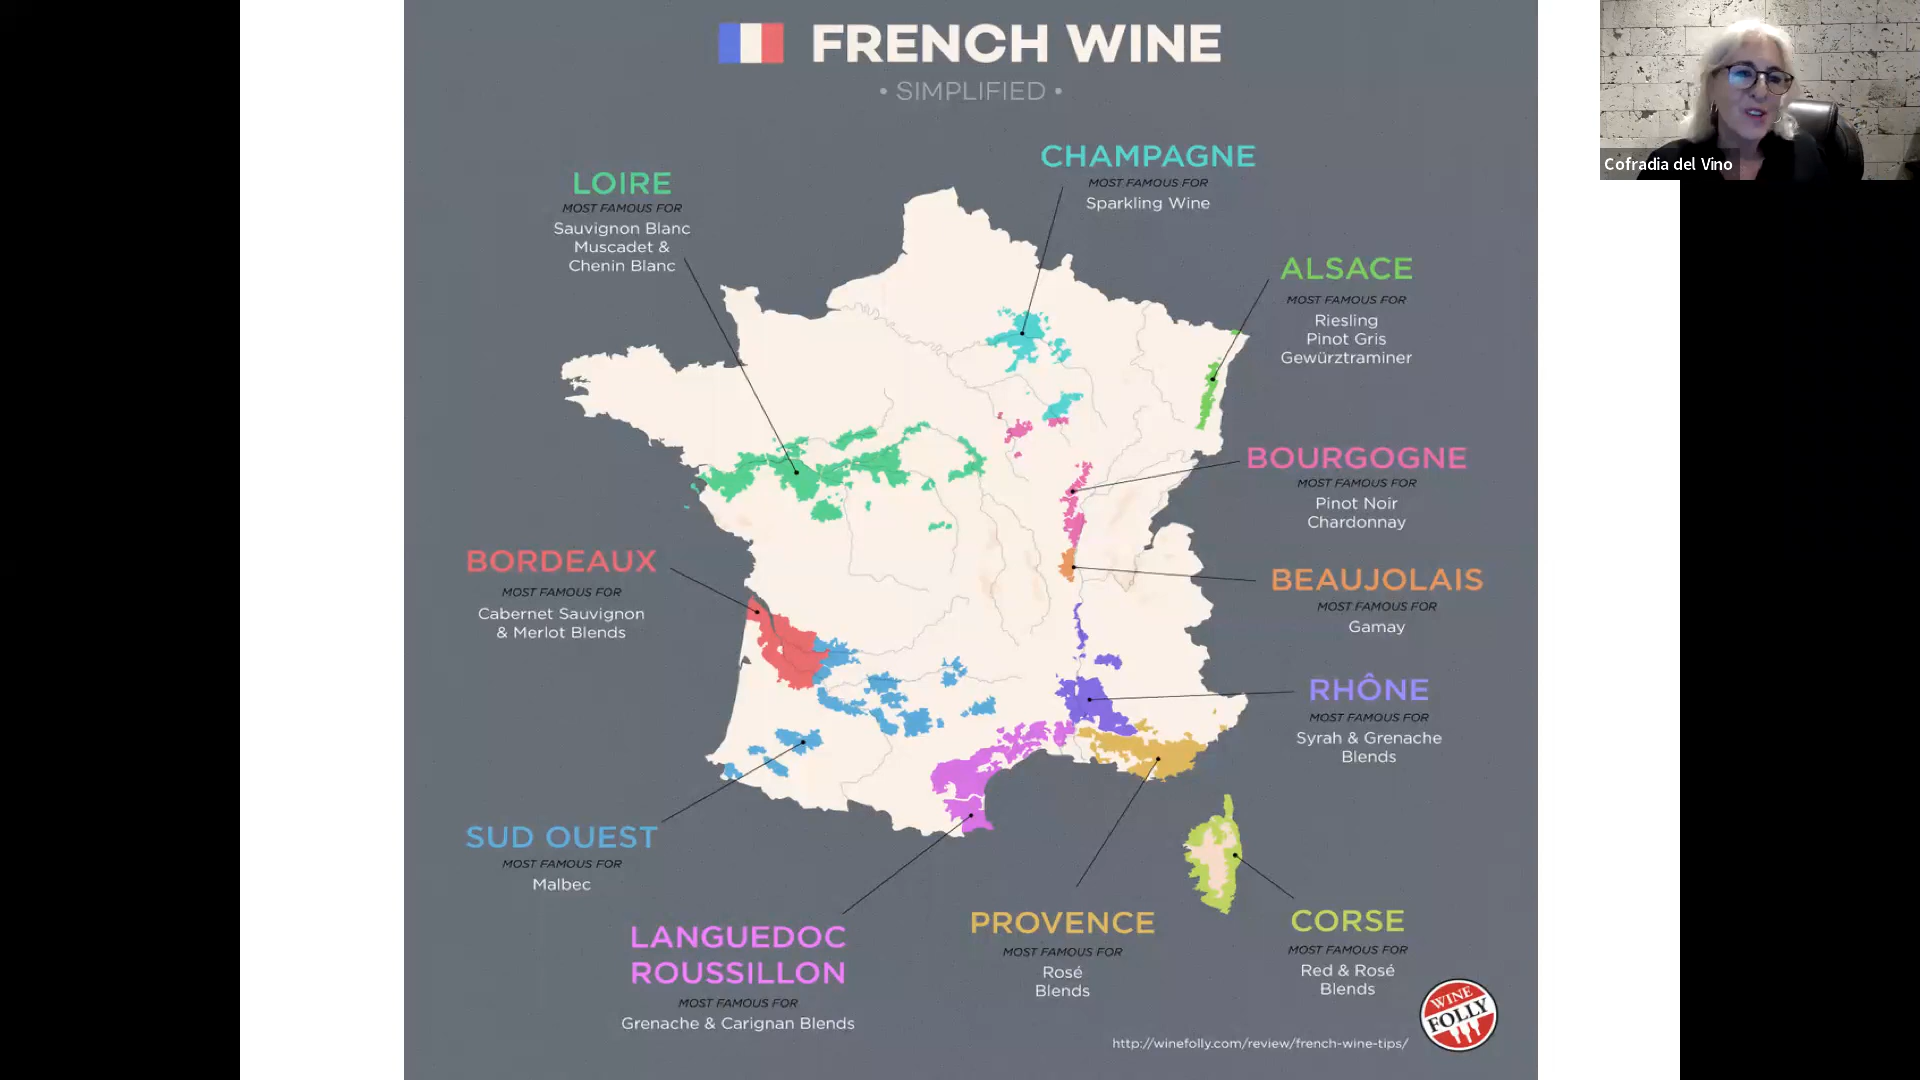 FRENCH WINE
• SIMPLIFIED •
Cofradia del Vino
CHAMPAGNE
MOST FAMOUS FOR
Sparkling Wine
LOIRE
MOST FAMOUS FOR
Sauvignon Blanc
Muscadet &
Chenin Blanc
ALSACE
MOST FAMOUS FOR
Riesling
Pinot Gris
Gewürztraminer
BOURGOGNE
MOST FAMOUS FOR
Pinot Noir
Chardonnay
BORDEAUX
MOST FAMOUS FOR
Cabernet Sauvignon
& Merlot Blends
BEAUJOLAIS
MOST FAMOUS FOR
Gamay
RHÔNE
MOST FAMOUS FOR
Syrah & Grenache
Blends
SUD OUEST
MOST FAMOUS FOR
Malbec
LANGUEDOC
ROUSSILLON
MOST FAMOUS FOR
Grenache & Carignan Blends
PROVENCE
MOST FAMOUS FOR
Rosé
Blends
CORSE
MOST FAMOUS FOR
Red & Rosé
Blends
WINE
FOLLY
http://winefolly.com/review/french-wine-tips/